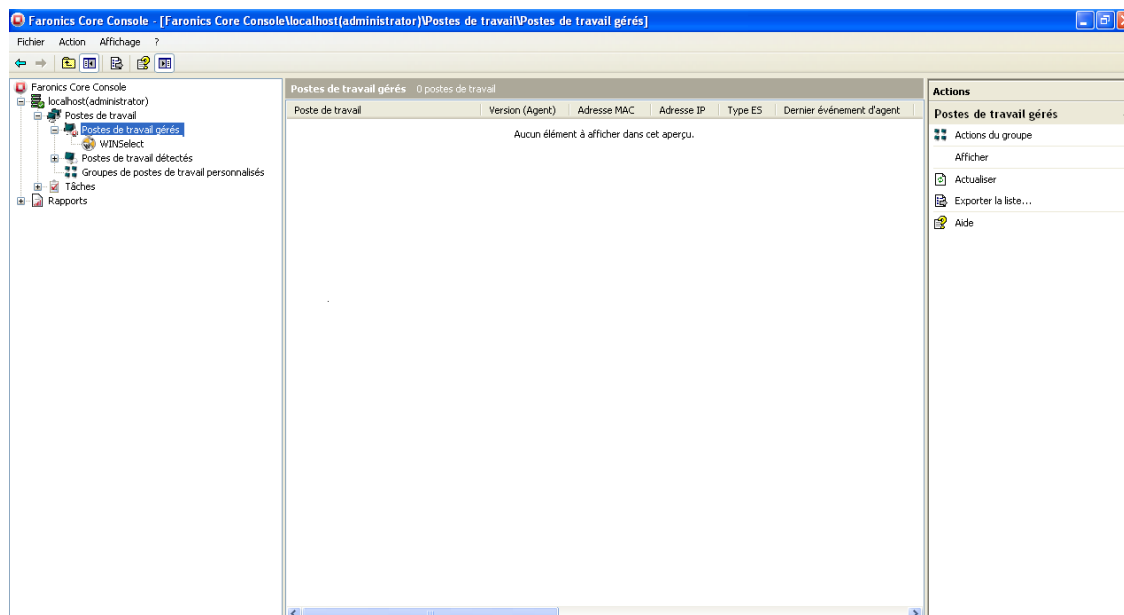 Faronics Core Console - [Faronics Core Console\localhost(administrator)\Postes de travail\Postes de travail gérés]
Fichier Action Affichage ?
Faronics Core Console
localhost(administrator)
Postes de travail
Postes de travail gérés
WINSelect
Postes de travail détectés
Groupes de postes de travail personnalisés
Tâches
Rapports
Postes de travail gérés 0 postes de travail
Poste de travail Version (Agent) Adresse MAC Adresse IP Type ES Dernier événement d'agent
Aucun élément à afficher dans cet aperçu.
Actions
Postes de travail gérés
Actions du groupe
Afficher
Actualiser
Exporter la liste...
Aide